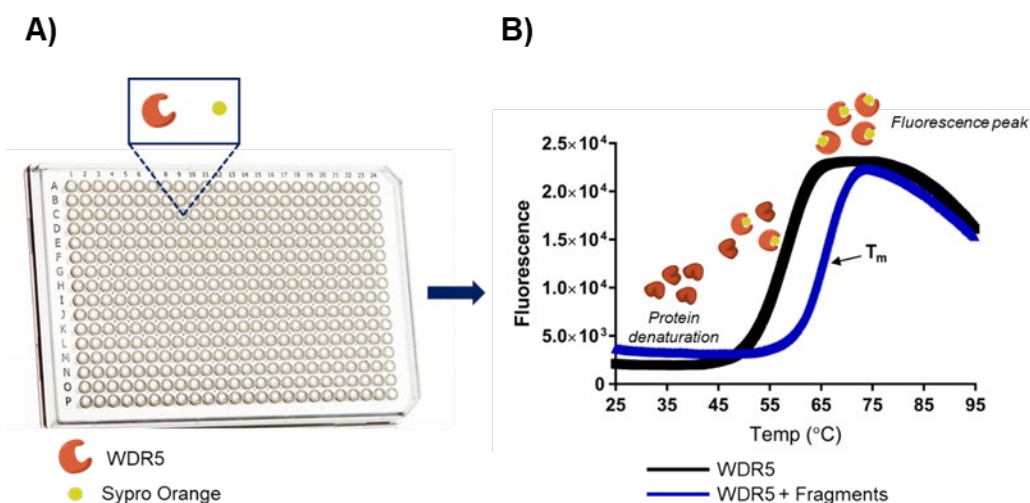 A)
1 2 3 4 5 6 7 8 9 10 11 12 13 14 15 16 17 18 19 20 21 22 23 24
A
B
C
D
E
F
G
H
I
J
K
L
M
N
O
P
WDR5
Sypro Orange
B)
Fluorescence peak
2.5×10⁴
2.0×10⁴
1.5×10⁴
1.0×10⁴
5.0×10³
0
Fluorescence
Tm
Protein
denaturation
25 35 45 55 65 75 85 95
Temp (°C)
WDR5
WDR5 + Fragments